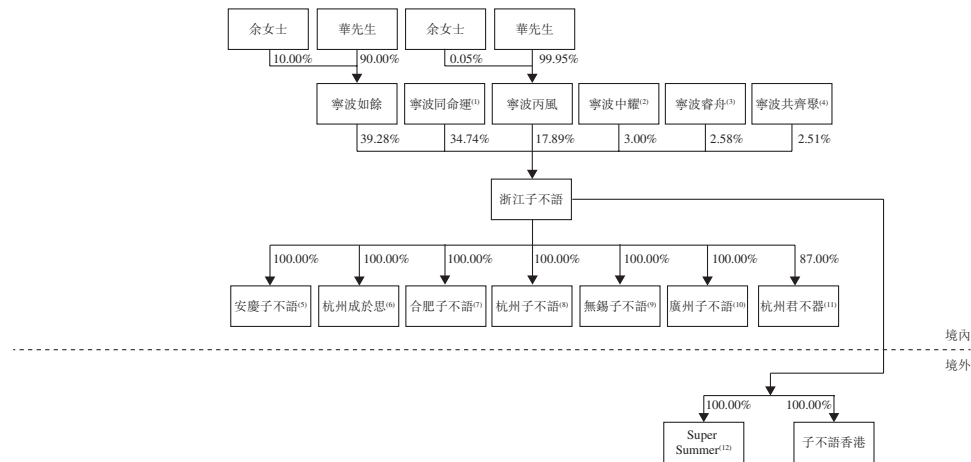 余女士 華先生 余女士 華先生
10.00% 90.00% 0.05% 99.95%
寧波如餘 寧波同命運(1) 寧波丙風 寧波中耀(2) 寧波睿舟(3) 寧波共齊聚(4)
39.28% 34.74% 17.89% 3.00% 2.58% 2.51%
浙江子不語
100.00% 100.00% 100.00% 100.00% 100.00% 100.00% 87.00%
安慶子不語(5) 杭州成於思(6) 合肥子不語(7) 杭州子不語(8) 無錫子不語(9) 廣州子不語(10) 杭州君不器(11)
境內
境外
100.00% 100.00%
Super
Summer(12)
子不語香港